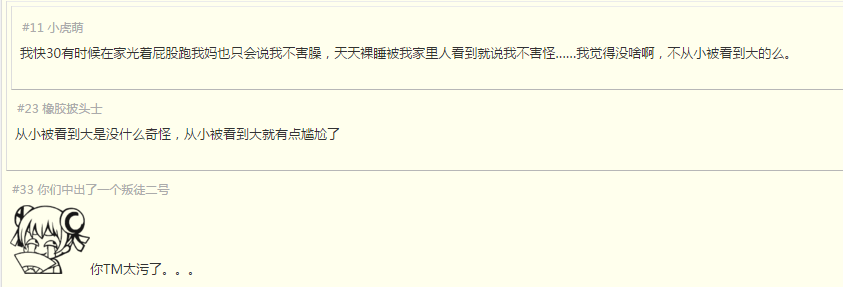 #11 小虎萌
我快30有时候在家光着屁股跑我妈也只会说我不害臊，天天裸睡被我家里人看到就说我不害怪……我觉得没啥啊，不从小被看到大的么。
#23 橡胶披头士
从小被看到大是没什么奇怪，从小被看到大就有点尴尬了
#33 你们中出了一个叛徒二号
你TM太污了。。。